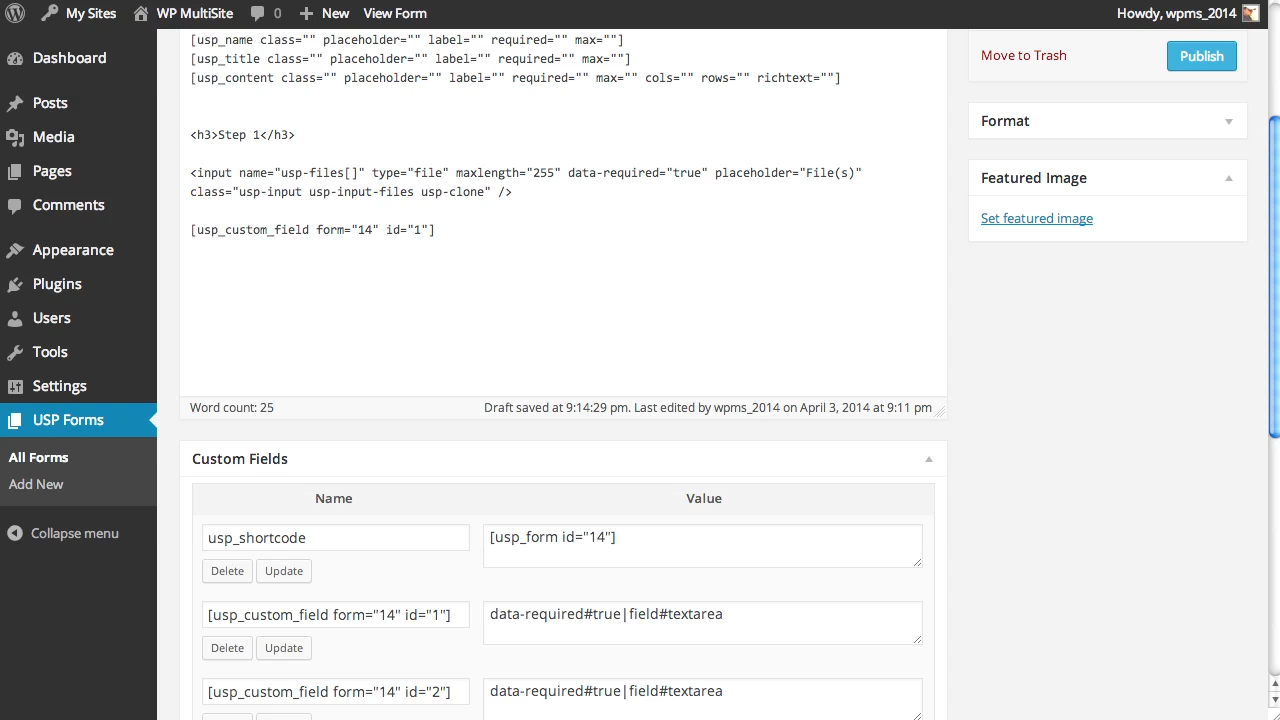 My Sites WP MultiSite 0 New View Form Howdy, wpms_2014
Dashboard
Posts
Media
Pages
Comments
Appearance
Plugins
Users
Tools
Settings
USP Forms
All Forms
Add New
Collapse menu
[usp_name class="" placeholder="" label="" required="" max=""]
[usp_title class="" placeholder="" label="" required="" max=""]
[usp_content class="" placeholder="" label="" required="" max="" cols="" rows="" richtext=""]
<h3>Step 1</h3>
<input name="usp-files[]" type="file" maxlength="255" data-required="true" placeholder="File(s)"
class="usp-input usp-input-files usp-clone" />
[usp_custom_field form="14" id="1"]
Word count: 25 Draft saved at 9:14:29 pm. Last edited by wpms_2014 on April 3, 2014 at 9:11 pm
Custom Fields
Name Value
usp_shortcode [usp_form id="14"]
Delete Update
[usp_custom_field form="14" id="1"] data-required#true|field#textarea
Delete Update
[usp_custom_field form="14" id="2"] data-required#true|field#textarea
Move to Trash Publish
Format
Featured Image
Set featured image